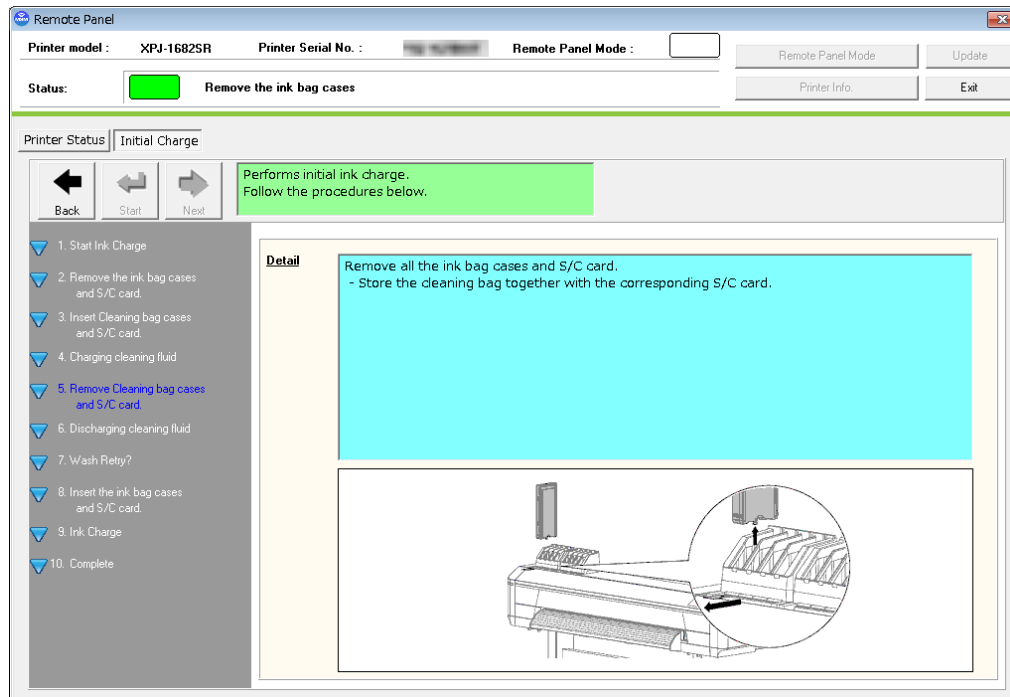 Remote Panel
Printer model : XPJ-1682SR Printer Serial No. : Remote Panel Mode :
Remote Panel Mode Update
Status: Remove the ink bag cases
Printer Info. Exit
Printer Status Initial Charge
Back Start Next
Performs initial ink charge.
Follow the procedures below.
1. Start Ink Charge
2. Remove the ink bag cases
and S/C card.
3. Insert Cleaning bag cases
and S/C card.
4. Charging cleaning fluid
5. Remove Cleaning bag cases
and S/C card.
6. Discharging cleaning fluid
7. Wash Retry?
8. Insert the ink bag cases
and S/C card.
9. Ink Charge
10. Complete
Detail
Remove all the ink bag cases and S/C card.
- Store the cleaning bag together with the corresponding S/C card.